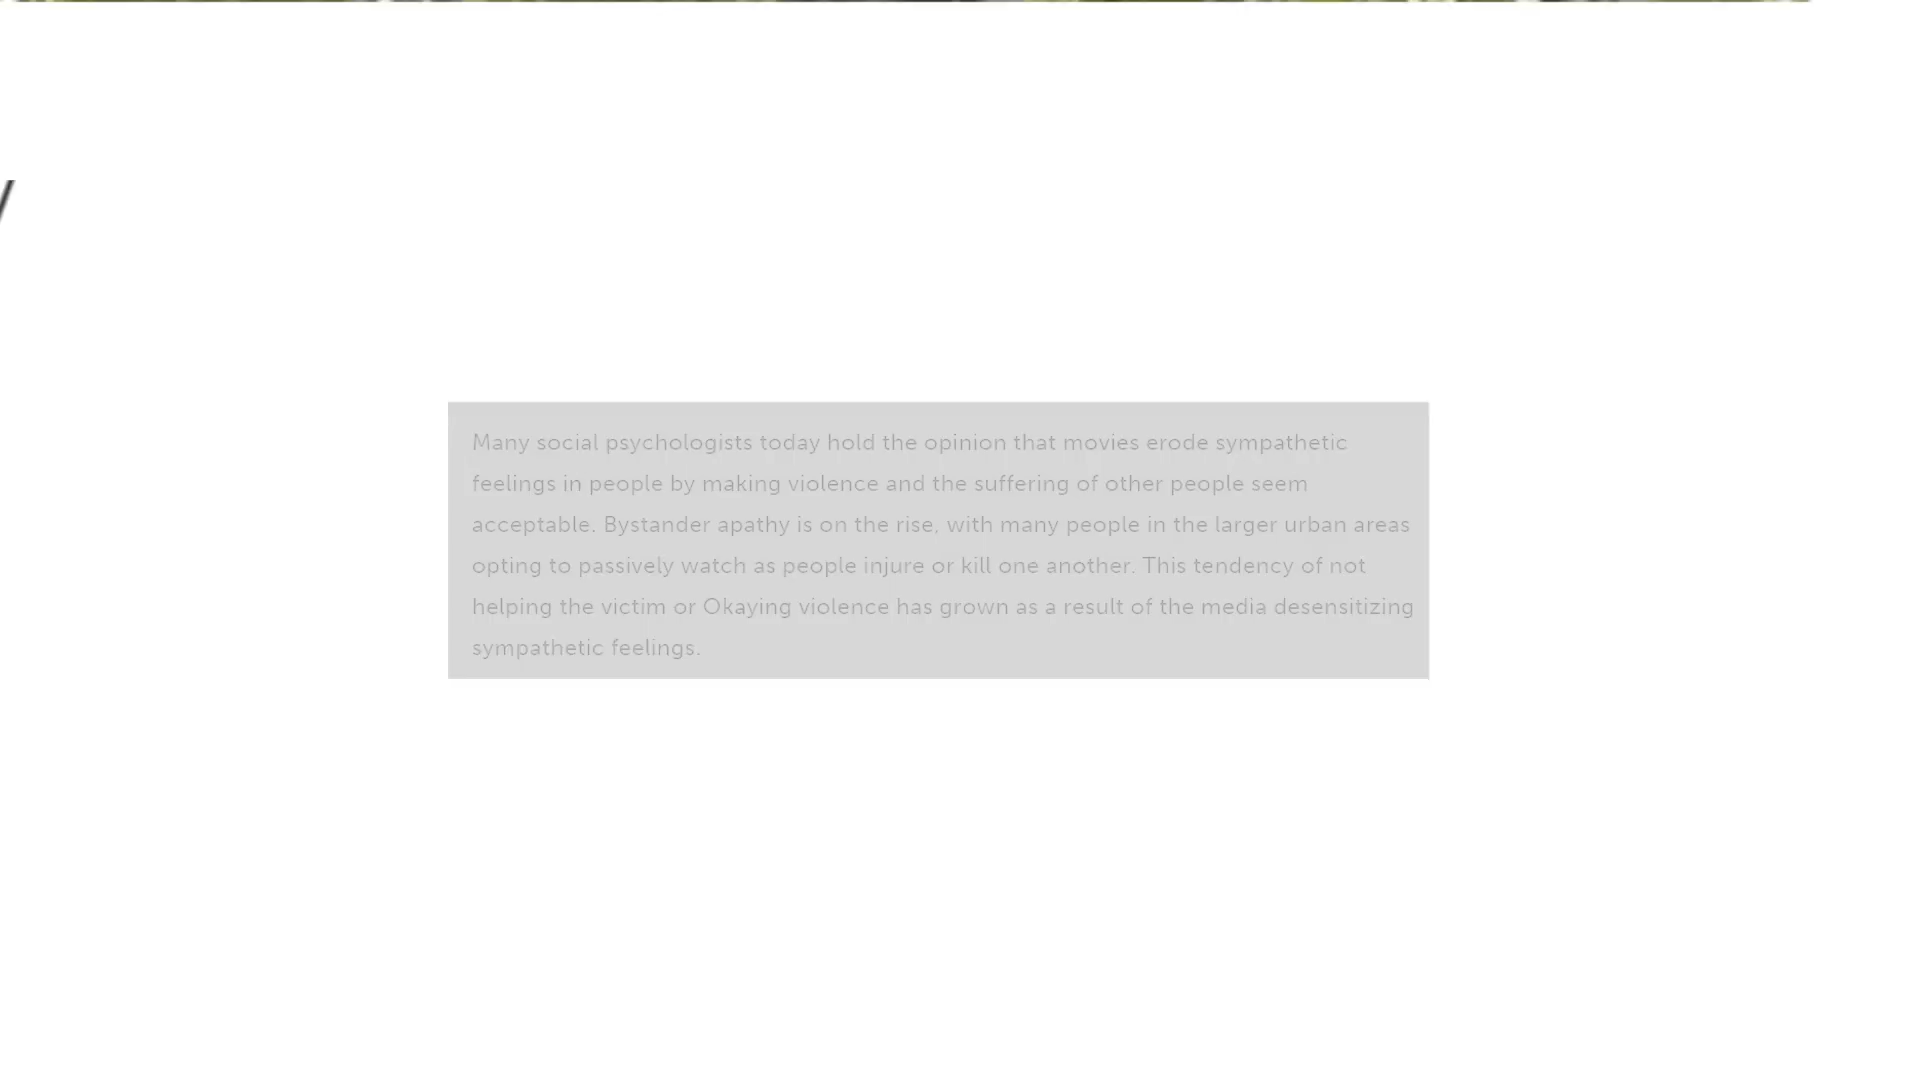 Many social psychologists today hold the opinion that movies erode sympathetic
feelings in people by making violence and the suffering of other people seem
acceptable. Bystander apathy is on the rise, with many people in the larger urban areas
opting to passively watch as people injure or kill one another. This tendency of not
helping the victim or Okaying violence has grown as a result of the media desensitizing
sympathetic feelings.